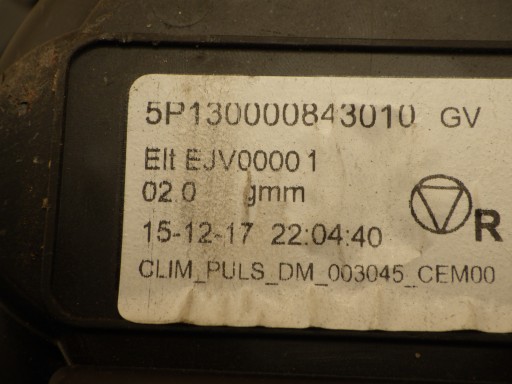 5P130000843010 GV
Elt EJV00001
02.0 gmm
15-12-17 22:04:40
R
CLIM_PULS_DM_003045_CEM00